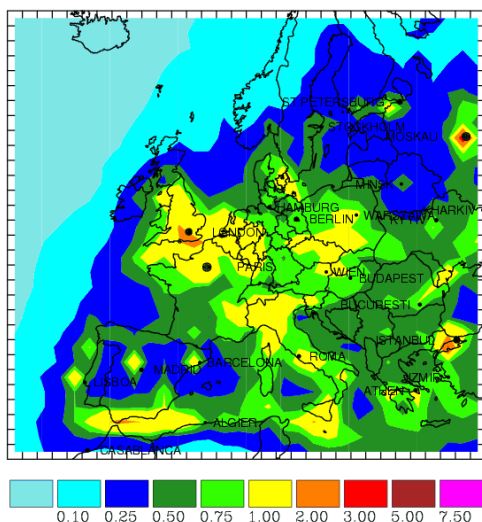 ST.PETERSBURG
STOCKHOLM
MOSKAU
MINSK
HAMBURG
BERLIN
WARSZAWA
KYIV
KHARKIV
LONDON
PARIS
WIEN
BUDAPEST
BUCURESTI
ISTANBUL
BARCELONA
MADRID
ROMA
LISBOA
IZMIR
ATHEN
ALGIER
CASABLANCA
0.10 0.25 0.50 0.75 1.00 2.00 3.00 5.00 7.50